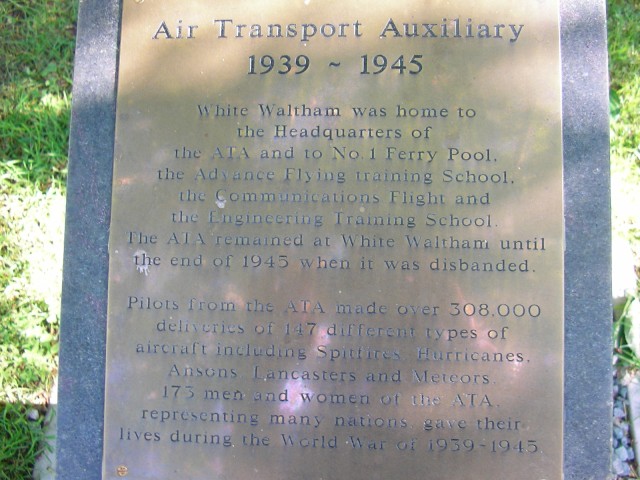 Air Transport Auxiliary
1939 ~ 1945
White Waltham was home to
the Headquarters of
the ATA and to No.1 Ferry Pool,
the Advance Flying training School,
the Communications Flight and
the Engineering Training School.
The ATA remained at White Waltham until
the end of 1945 when it was disbanded.
Pilots from the ATA made over 308,000
deliveries of 147 different types of
aircraft including Spitfires, Hurricanes,
Ansons, Lancasters and Meteors.
173 men and women of the ATA,
representing many nations, gave their
lives during the World War of 1939-1945.